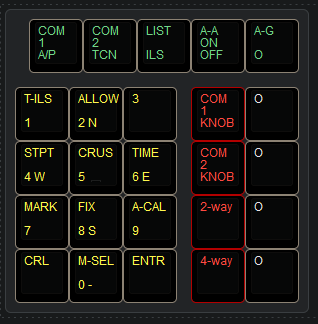 COM COM LIST A-A A-G
1 2 ON
A/P TCN ILS OFF O
T-ILS ALLOW 3 COM O
1
1 2 N KNOB
STPT CRUS TIME COM O
2
4 W 5 6 E KNOB
MARK FIX A-CAL 2-way O
7 8 S 9
CRL M-SEL ENTR 4-way O
0 -